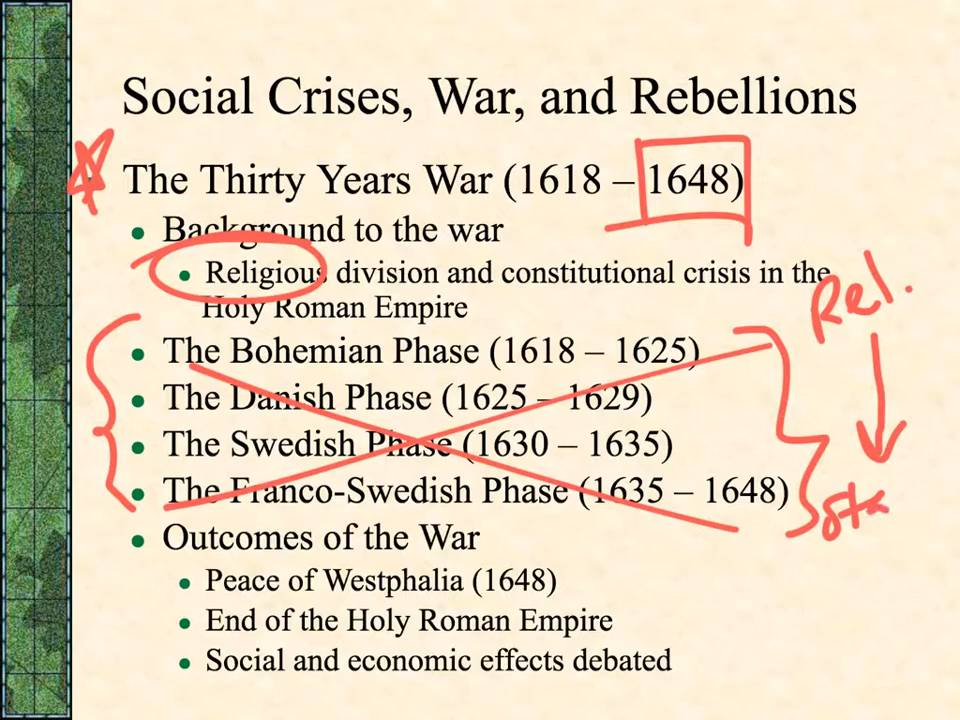 Social Crises, War, and Rebellions
The Thirty Years War (1618 – 1648)
Background to the war
Religious division and constitutional crisis in the
Holy Roman Empire
Rel.
The Bohemian Phase (1618 – 1625)
The Danish Phase (1625 – 1629)
The Swedish Phase (1630 – 1635)
The Franco-Swedish Phase (1635 – 1648)
Outcomes of the War
Peace of Westphalia (1648)
End of the Holy Roman Empire
Social and economic effects debated